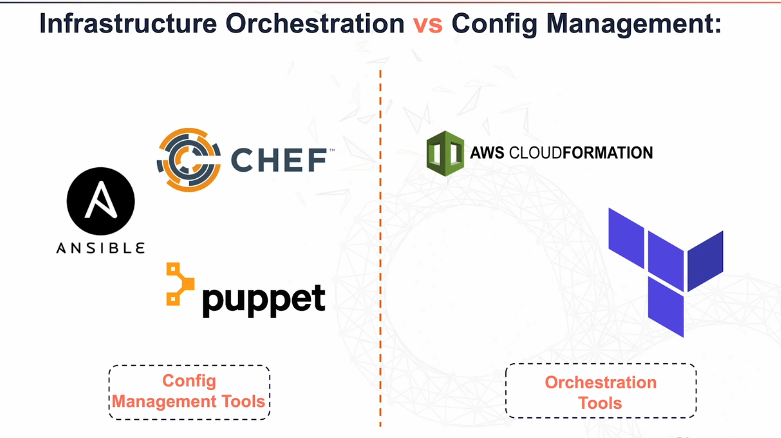 Infrastructure Orchestration vs Config Management:
CHEF™
ANSIBLE
puppet
Config
Management Tools
AWS CLOUDFORMATION
Orchestration
Tools